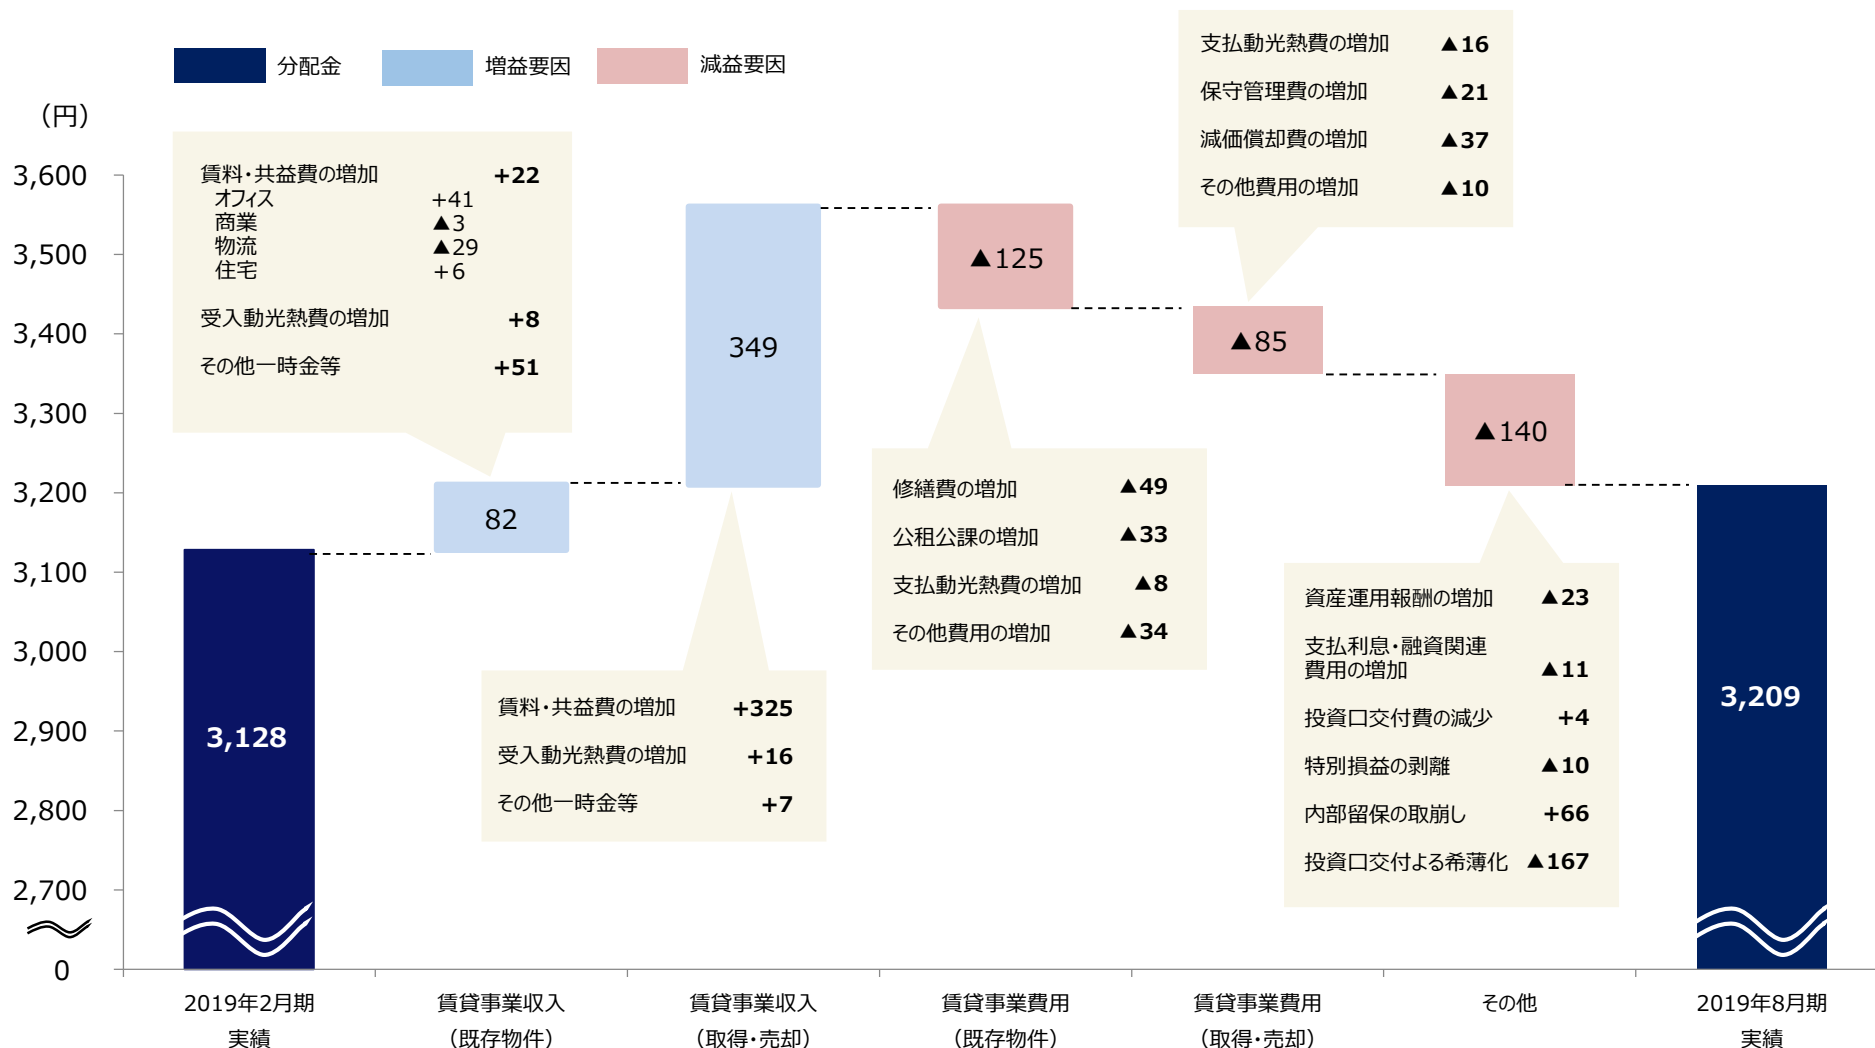 分配金
増益要因
減益要因
（円）
3,600
3,500
3,400
3,300
3,200
3,100
3,000
2,900
2,800
2,700
0
賃料・共益費の増加 +22
オフィス +41
商業 ▲3
物流 ▲29
住宅 +6
受入動光熱費の増加 +8
その他一時金等 +51
支払動光熱費の増加 ▲16
保守管理費の増加 ▲21
減価償却費の増加 ▲37
その他費用の増加 ▲10
3,128
82
349
▲125
▲85
▲140
3,209
賃料・共益費の増加 +325
受入動光熱費の増加 +16
その他一時金等 +7
修繕費の増加 ▲49
公租公課の増加 ▲33
支払動光熱費の増加 ▲8
その他費用の増加 ▲34
資産運用報酬の増加 ▲23
支払利息・融資関連
費用の増加 ▲11
投資口交付費の減少 +4
特別損益の剥離 ▲10
内部留保の取崩し +66
投資口交付よる希薄化 ▲167
2019年2月期
実績
賃貸事業収入
（既存物件）
賃貸事業収入
（取得・売却）
賃貸事業費用
（既存物件）
賃貸事業費用
（取得・売却）
その他
2019年8月期
実績